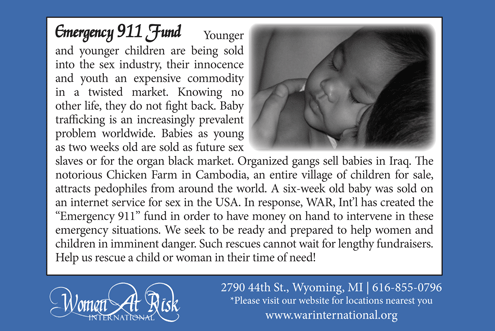 Emergency 911 Fund Younger
and younger children are being sold
into the sex industry, their innocence
and youth an expensive commodity
in a twisted market. Knowing no
other life, they do not fight back. Baby
trafficking is an increasingly prevalent
problem worldwide. Babies as young
as two weeks old are sold as future sex
slaves or for the organ black market. Organized gangs sell babies in Iraq. The
notorious Chicken Farm in Cambodia, an entire village of children for sale,
attracts pedophiles from around the world. A six-week old baby was sold on
an internet service for sex in the USA. In response, WAR, Int'l has created the
“Emergency 911” fund in order to have money on hand to intervene in these
emergency situations. We seek to be ready and prepared to help women and
children in imminent danger. Such rescues cannot wait for lengthy fundraisers.
Help us rescue a child or woman in their time of need!
Women At Risk
INTERNATIONAL
2790 44th St., Wyoming, MI | 616-855-0796
*Please visit our website for locations nearest you
www.warinternational.org